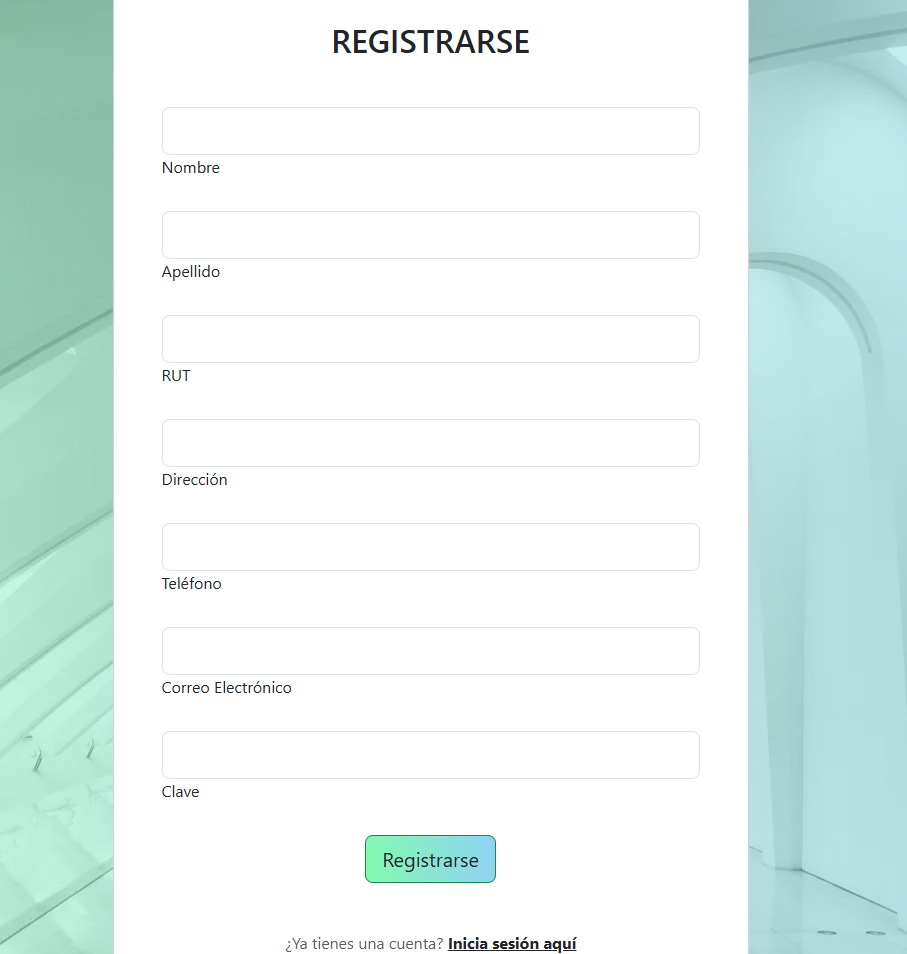 REGISTRARSE
Nombre
Apellido
RUT
Dirección
Teléfono
Correo Electrónico
Clave
Registrarse
¿Ya tienes una cuenta? Inicia sesión aquí